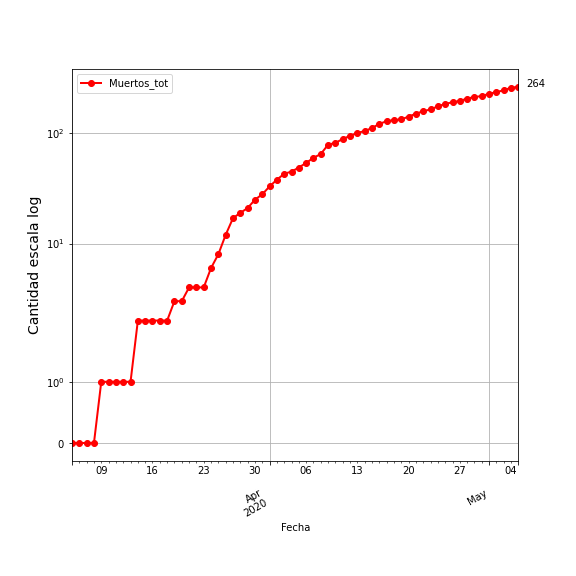 Muertos_tot
264
10²
10¹
10⁰
0
Cantidad escala log
09 16 23 30 06 13 20 27 04
Apr
2020
May
Fecha